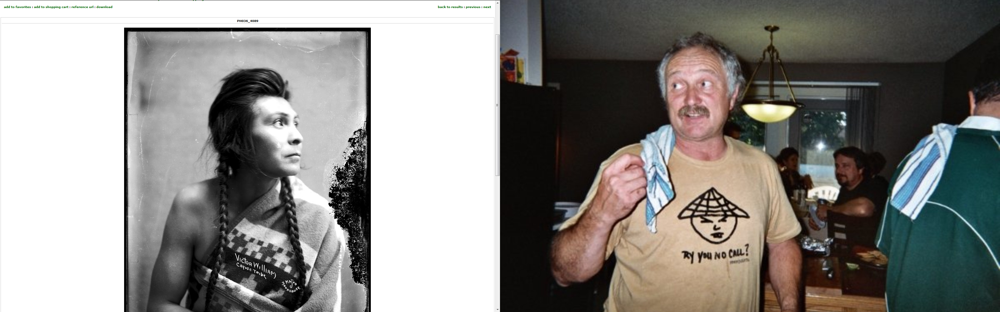 add to favorites : add to shopping cart : reference url : download
back to results : previous : next
PH036_4089
Victor William
Cayuse Tribe
MAJOR
MOORHOUSE
RY YOU NO CALL?